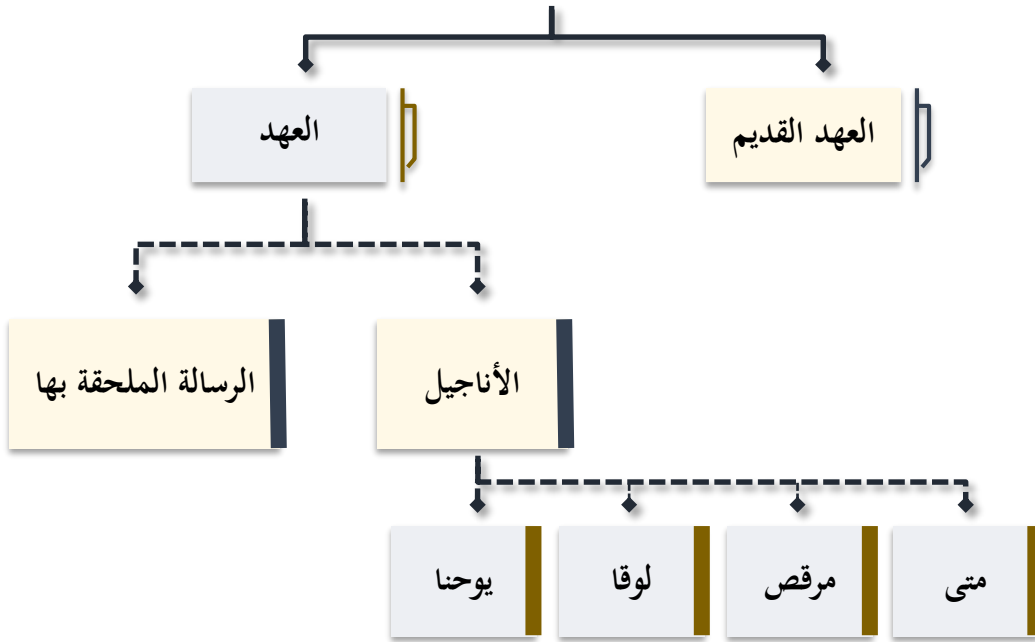 العهد القديم
العهد
الأناجيل
الرسالة الملحقة بها
متى
مرقص
لوقا
يوحنا